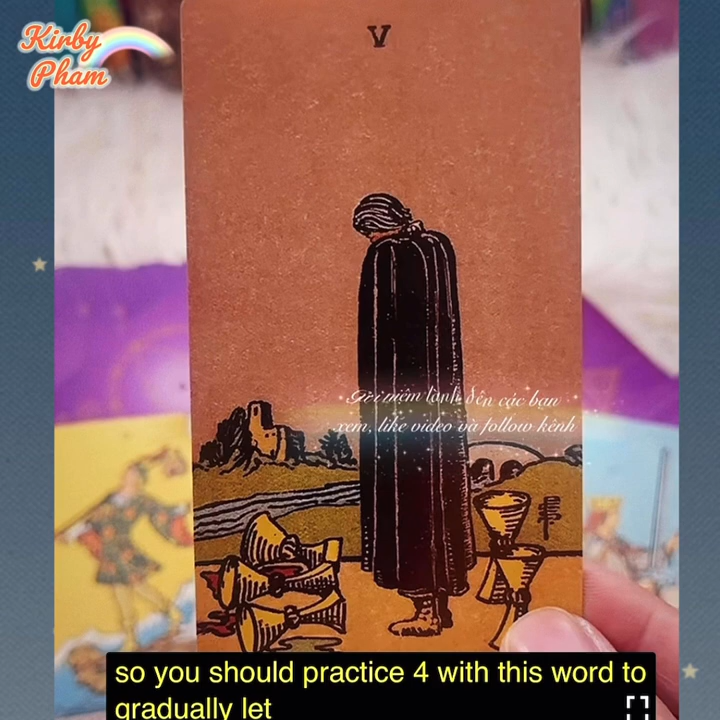 Kirby
Pham
V
Gửi niệm lành đến các bạn
xem, like video và follow kênh
so you should practice 4 with this word to
gradually let